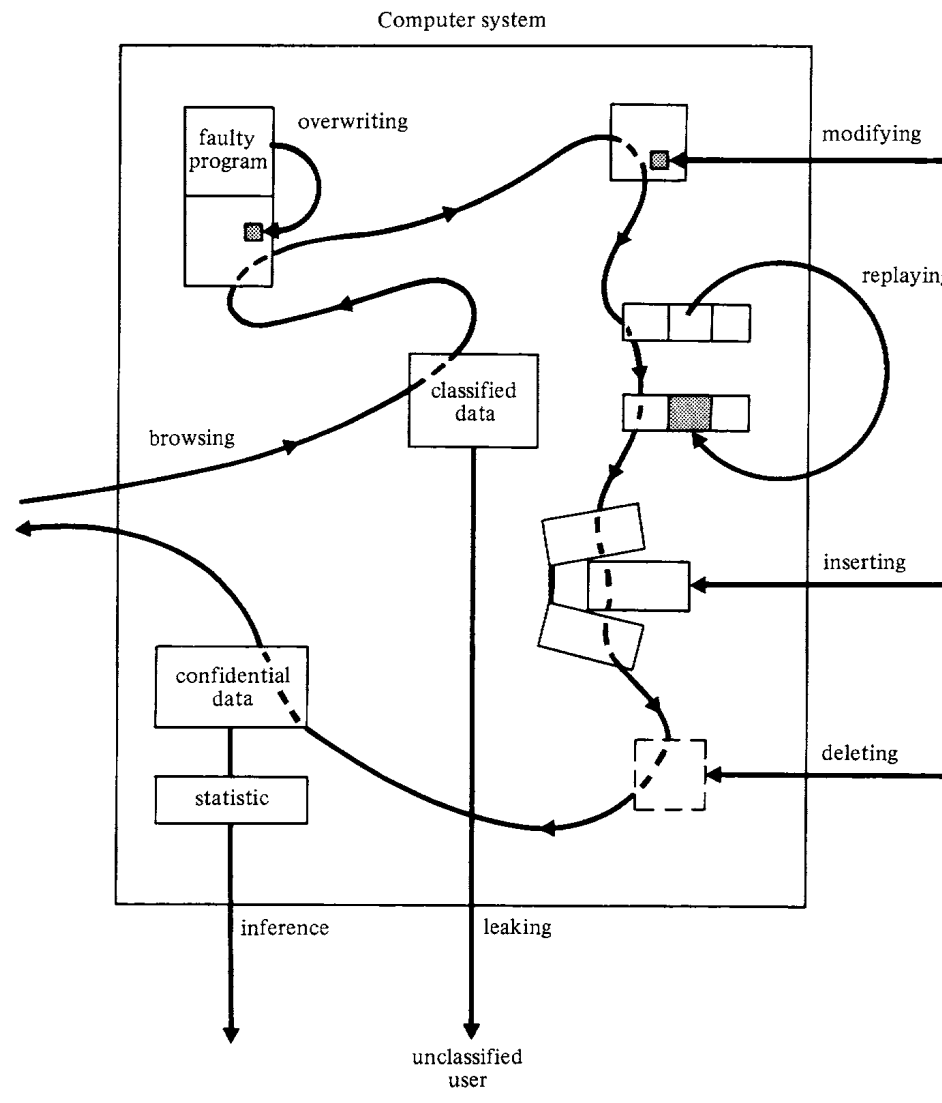 Computer system
faulty
program
overwriting
modifying
replaying
classified
data
browsing
inserting
confidential
data
deleting
statistic
inference
leaking
unclassified
user